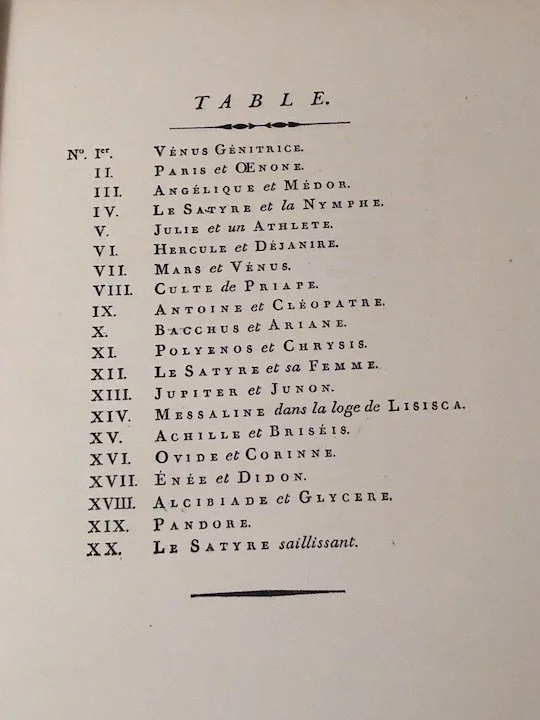 TABLE.
Nº. Ier. VÉNUS GÉNITRICE.
II. PARIS et ŒNONE.
III. ANGÉLIQUE et MÉDOR.
IV. LE SATYRE et la NYMPHE.
V. JULIE et un ATHLETE.
VI. HERCULE et DÉJANIRE.
VII. MARS et VÉNUS.
VIII. CULTE de PRIAPE.
IX. ANTOINE et CLÉOPATRE.
X. BACCHUS et ARIANE.
XI. POLYENOS et CHRYSIS.
XII. LE SATYRE et sa FEMME.
XIII. JUPITER et JUNON.
XIV. MESSALINE dans la loge de LISISCA.
XV. ACHILLE et BRISÉIS.
XVI. OVIDE et CORINNE.
XVII. ÉNÉE et DIDON.
XVIII. ALCIBIADE et GLYCERE.
XIX. PANDORE.
XX. LE SATYRE saillissant.